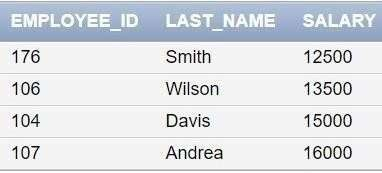 EMPLOYEE_ID LAST_NAME SALARY
176 Smith 12500
106 Wilson 13500
104 Davis 15000
107 Andrea 16000